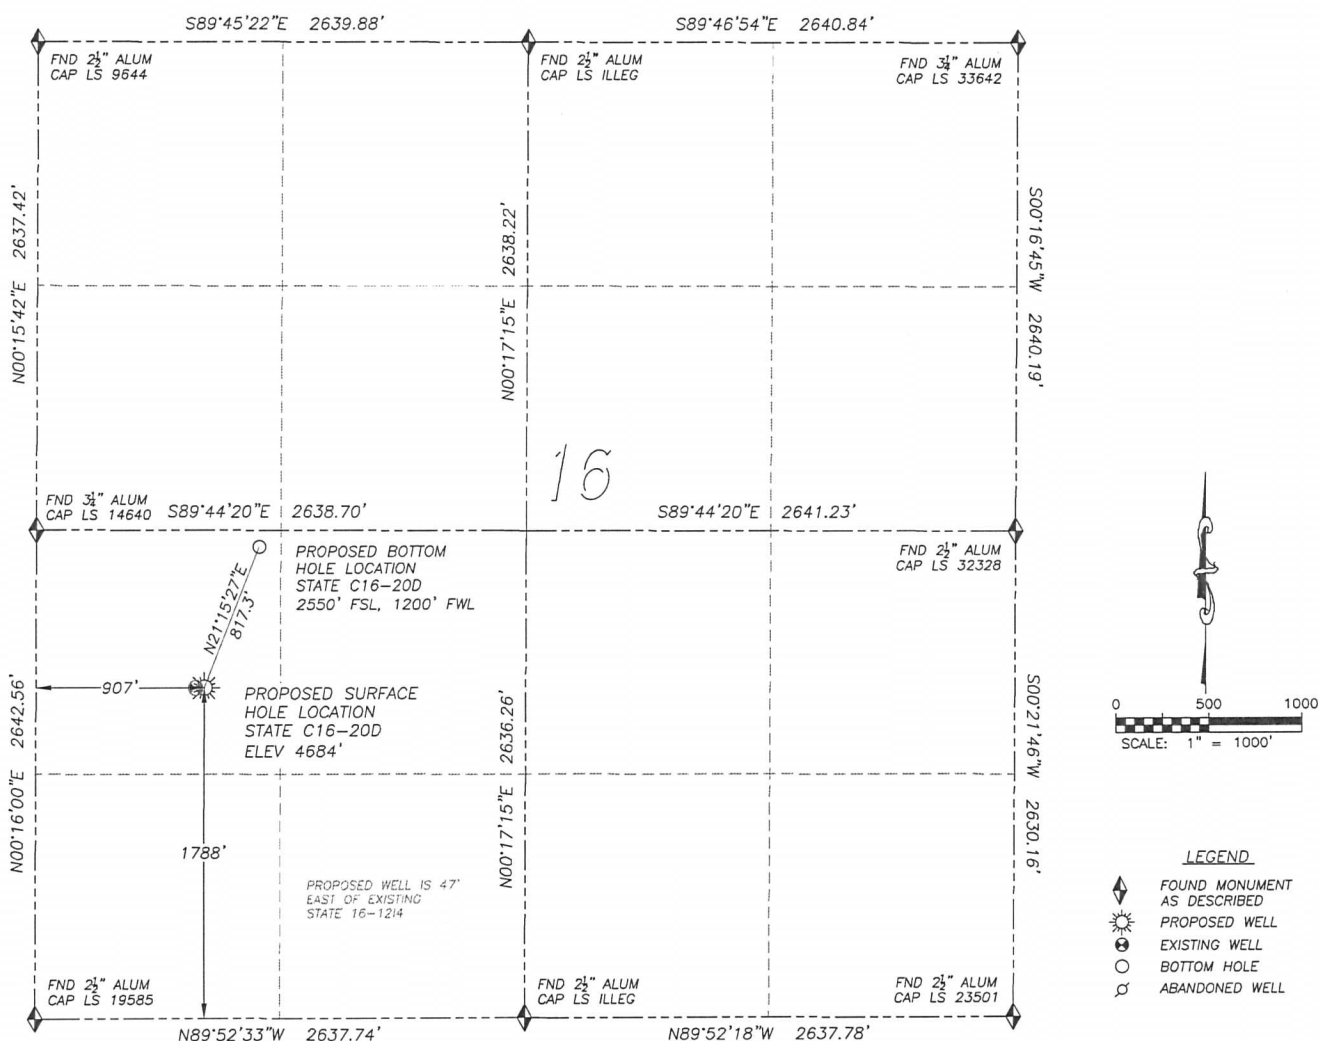 S89°45'22"E 2639.88'
S89°46'54"E 2640.84'
FND 2½" ALUM
CAP LS 9644
FND 2½" ALUM
CAP LS ILLEG
FND 3¼" ALUM
CAP LS 33642
N00°15'42"E 2637.42'
N00°17'15"E 2638.22'
S00°16'45"W 2640.19'
16
FND 3¼" ALUM
CAP LS 14640
S89°44'20"E 2638.70'
S89°44'20"E 2641.23'
FND 2½" ALUM
CAP LS 32328
PROPOSED BOTTOM
HOLE LOCATION
STATE C16-20D
2550' FSL, 1200' FWL
N21°15'27"E
817.3'
907'
PROPOSED SURFACE
HOLE LOCATION
STATE C16-20D
ELEV 4684'
N00°16'00"E 2642.56'
N00°17'15"E 2636.26'
S00°21'46"W 2630.16'
1788'
PROPOSED WELL IS 47'
EAST OF EXISTING
STATE 16-1214
FND 2½" ALUM
CAP LS 19585
FND 2½" ALUM
CAP LS ILLEG
FND 2½" ALUM
CAP LS 23501
N89°52'33"W 2637.74'
N89°52'18"W 2637.78'
0 500 1000
SCALE: 1" = 1000'
LEGEND
FOUND MONUMENT
AS DESCRIBED
PROPOSED WELL
EXISTING WELL
BOTTOM HOLE
ABANDONED WELL